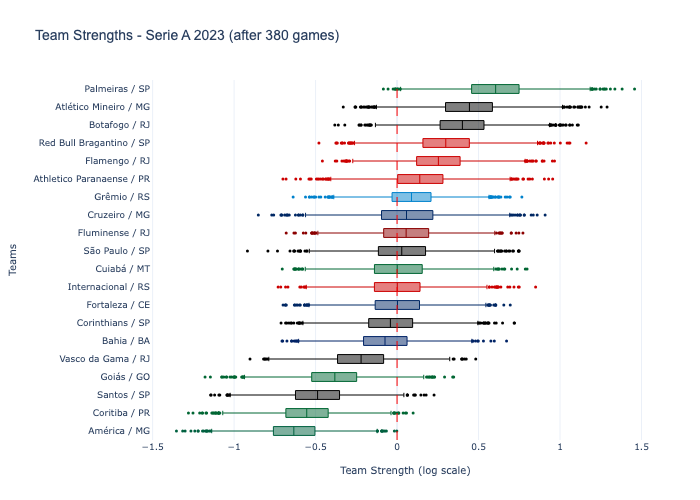 Team Strengths - Serie A 2023 (after 380 games)
Palmeiras / SP
Atlético Mineiro / MG
Botafogo / RJ
Red Bull Bragantino / SP
Flamengo / RJ
Athletico Paranaense / PR
Grêmio / RS
Cruzeiro / MG
Fluminense / RJ
São Paulo / SP
Cuiabá / MT
Internacional / RS
Fortaleza / CE
Corinthians / SP
Bahia / BA
Vasco da Gama / RJ
Goiás / GO
Santos / SP
Coritiba / PR
América / MG
Teams
−1.5 −1 −0.5 0 0.5 1 1.5
Team Strength (log scale)